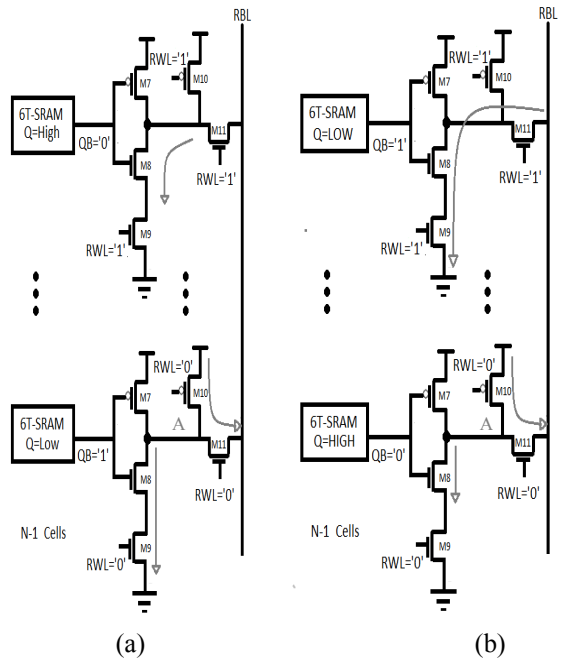 RBL
RWL='1'
M7
M10
6T-SRAM
Q=High
QB='0'
M11
M8
RWL='1'
M9
RWL='1'
RWL='0'
M7
M10
6T-SRAM
Q=Low
A
QB='1'
M11
M8
RWL='0'
N-1 Cells
M9
RWL='0'
(a)
RBL
RWL='1'
M7
M10
6T-SRAM
Q=LOW
QB='1'
M11
M8
RWL='1'
M9
RWL='1'
RWL='0'
M7
M10
6T-SRAM
Q=HIGH
A
QB='0'
M11
M8
RWL='0'
N-1 Cells
M9
RWL='0'
(b)